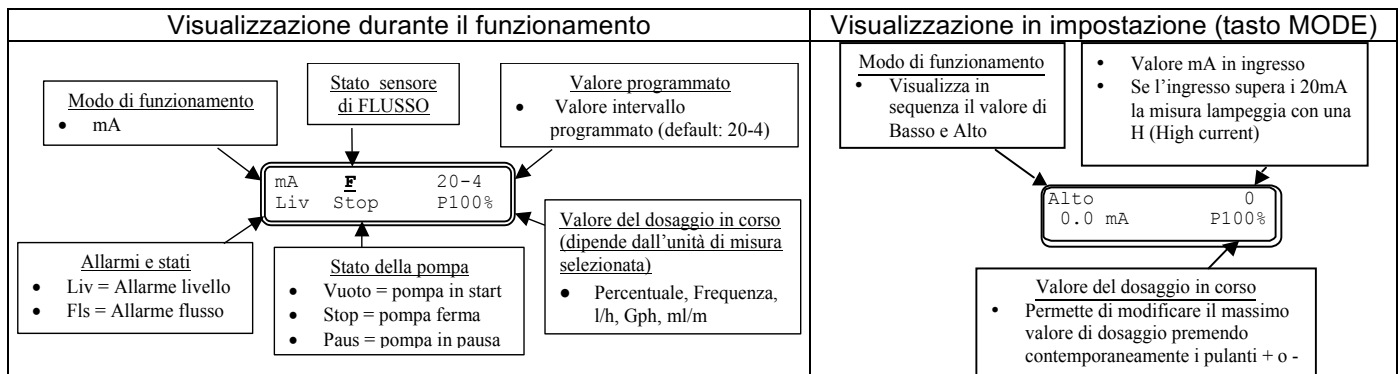 Visualizzazione durante il funzionamento
Modo di funzionamento
• mA
Stato sensore
di FLUSSO
Valore programmato
• Valore intervallo
programmato (default: 20-4)
mA F 20-4
Liv Stop P100%
Allarmi e stati
• Liv = Allarme livello
• Fls = Allarme flusso
Stato della pompa
• Vuoto = pompa in start
• Stop = pompa ferma
• Paus = pompa in pausa
Valore del dosaggio in corso
(dipende dall'unità di misura
selezionata)
• Percentuale, Frequenza,
l/h, Gph, ml/m
Visualizzazione in impostazione (tasto MODE)
Modo di funzionamento
• Visualizza in
sequenza il valore di
Basso e Alto
• Valore mA in ingresso
• Se l'ingresso supera i 20mA
la misura lampeggia con una
H (High current)
Alto 0
0.0 mA P100%
Valore del dosaggio in corso
• Permette di modificare il massimo
valore di dosaggio premendo
contemporaneamente i pulanti + o -